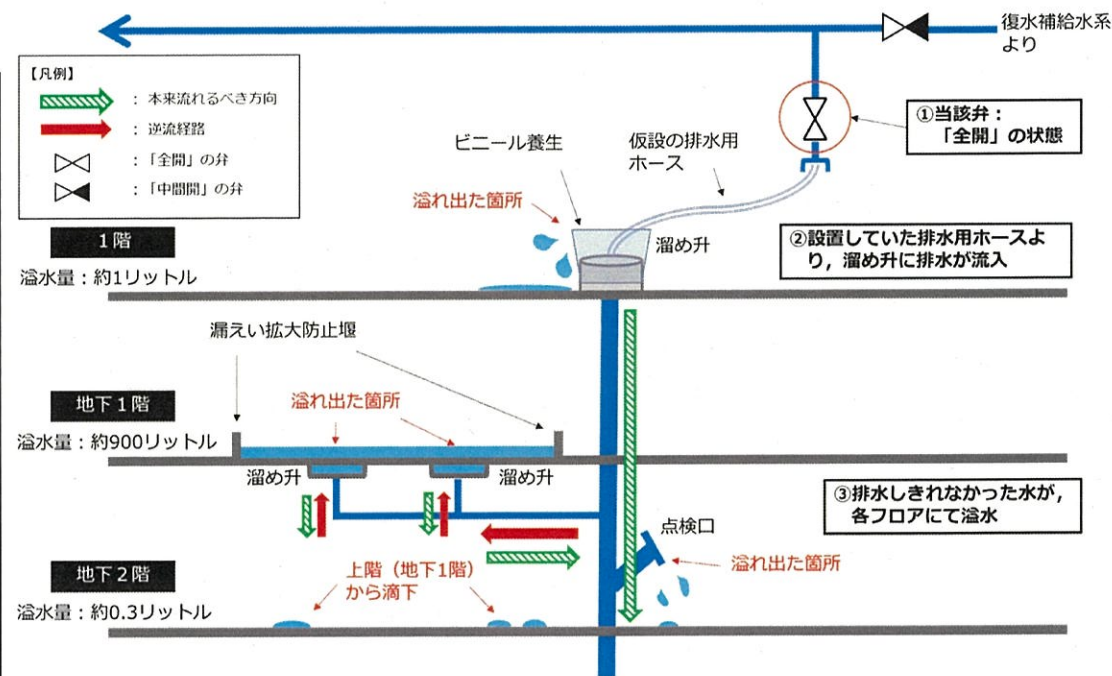 復水補給水系
より
【凡例】
： 本来流れるべき方向
： 逆流経路
：「全開」の弁
：「中間開」の弁
①当該弁：
「全開」の状態
ビニール養生
仮設の排水用
ホース
溢れ出た箇所
溜め升
1階
溢水量：約1リットル
②設置していた排水用ホースよ
り，溜め升に排水が流入
漏えい拡大防止堰
地下1階
溢水量：約900リットル
溢れ出た箇所
溜め升
溜め升
③排水しきれなかった水が，
各フロアにて溢水
点検口
溢れ出た箇所
地下2階
溢水量：約0.3リットル
上階（地下1階）
から滴下